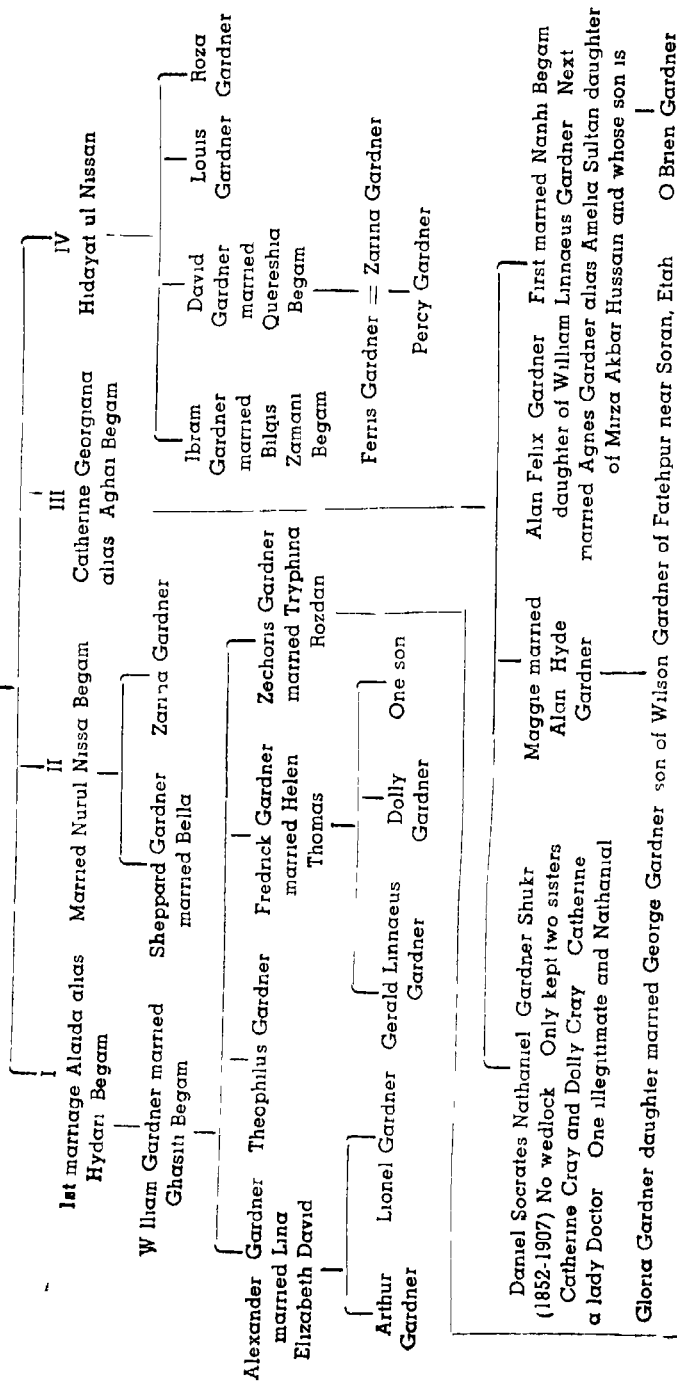 I
1st marriage Alaida alias
Hydari Begam
II
Married Nurul Nissa Begam
III
Catherine Georgiana
alias Aghai Begam
IV
Hidayat ul Nissan
W lliam Gardner married
Ghasiti Begam
Sheppard Gardner
married Bella
Zarina Gardner
Ibram
Gardner
married
Bilqis
Zamani
Begam
David
Gardner
married
Quereshia
Begam
Louis
Gardner
Roza
Gardner
Ferris Gardner = Zarina Gardner
Percy Gardner
Alexander Gardner
married Lina
Elizabeth David
Theophilus Gardner
Fredrick Gardner
married Helen
Thomas
Zechoris Gardner
married Tryphina
Rozdan
Arthur
Gardner
Lionel Gardner
Gerald Linnaeus
Gardner
Dolly
Gardner
One son
Daniel Socrates Nathaniel Gardner Shukr
(1852-1907) No wedlock Only kept two sisters
Catherine Cray and Dolly Cray Catherine
a lady Doctor One illegitimate and Nathanial
Maggie married
Alan Hyde
Gardner
Alan Felix Gardner First married Nanhi Begam
daughter of William Linnaeus Gardner Next
married Agnes Gardner alias Amelia Sultan daughter
of Mirza Akbar Hussain and whose son is
Gloria Gardner daughter married George Gardner son of Wilson Gardner of Fatehpur near Soran, Etah
O Brien Gardner